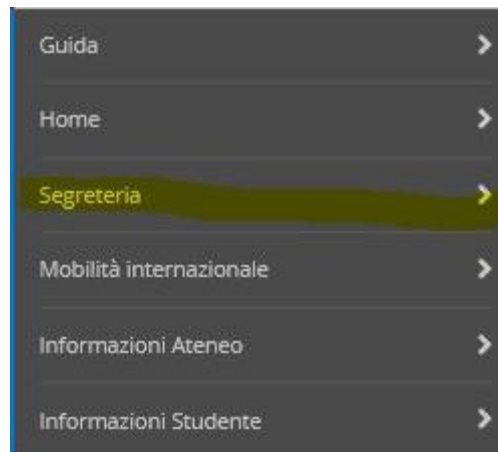 Guida
Home
Segreteria
Mobilità internazionale
Informazioni Ateneo
Informazioni Studente